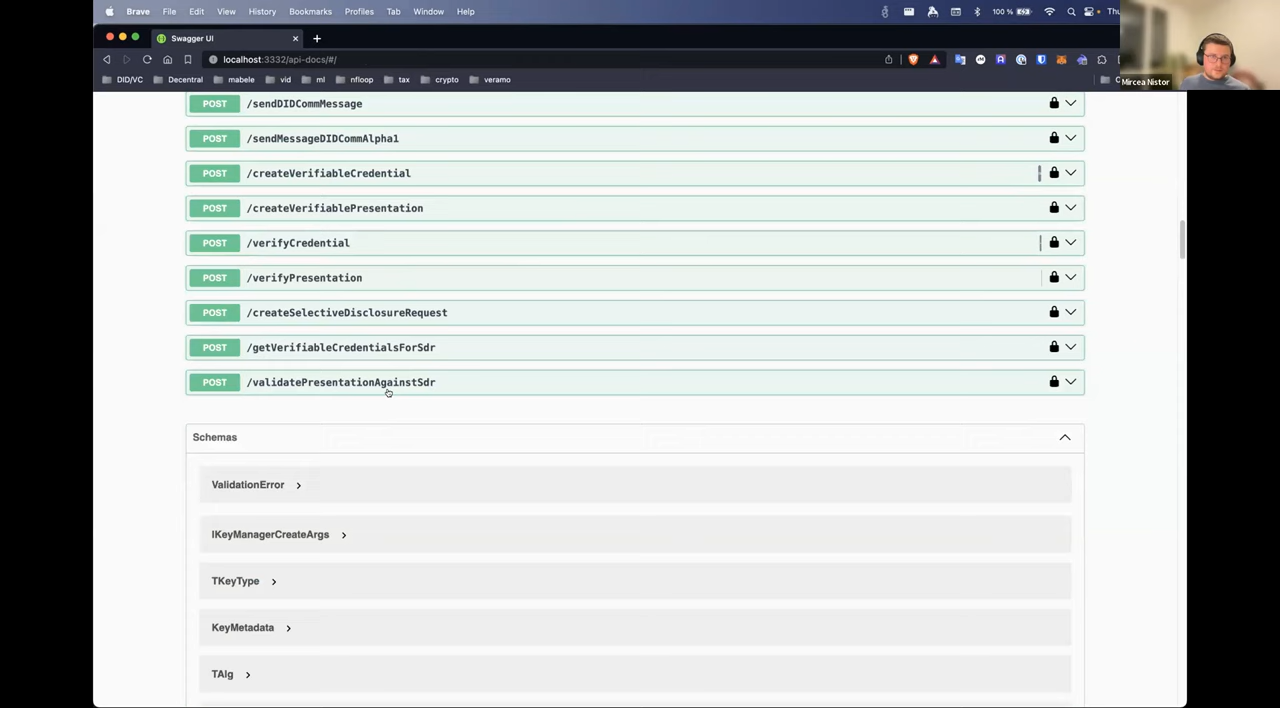 Brave File Edit View History Bookmarks Profiles Tab Window Help 100 %
Swagger UI
localhost:3332/api-docs/#/
DID/VC Decentral mabele vid ml nfloop tax crypto veramo
Mircea Nistor
POST /sendDIDCommMessage
POST /sendMessageDIDCommAlpha1
POST /createVerifiableCredential
POST /createVerifiablePresentation
POST /verifyCredential
POST /verifyPresentation
POST /createSelectiveDisclosureRequest
POST /getVerifiableCredentialsForSdr
POST /validatePresentationAgainstSdr
Schemas
ValidationError
IKeyManagerCreateArgs
TKeyType
KeyMetadata
TAlg